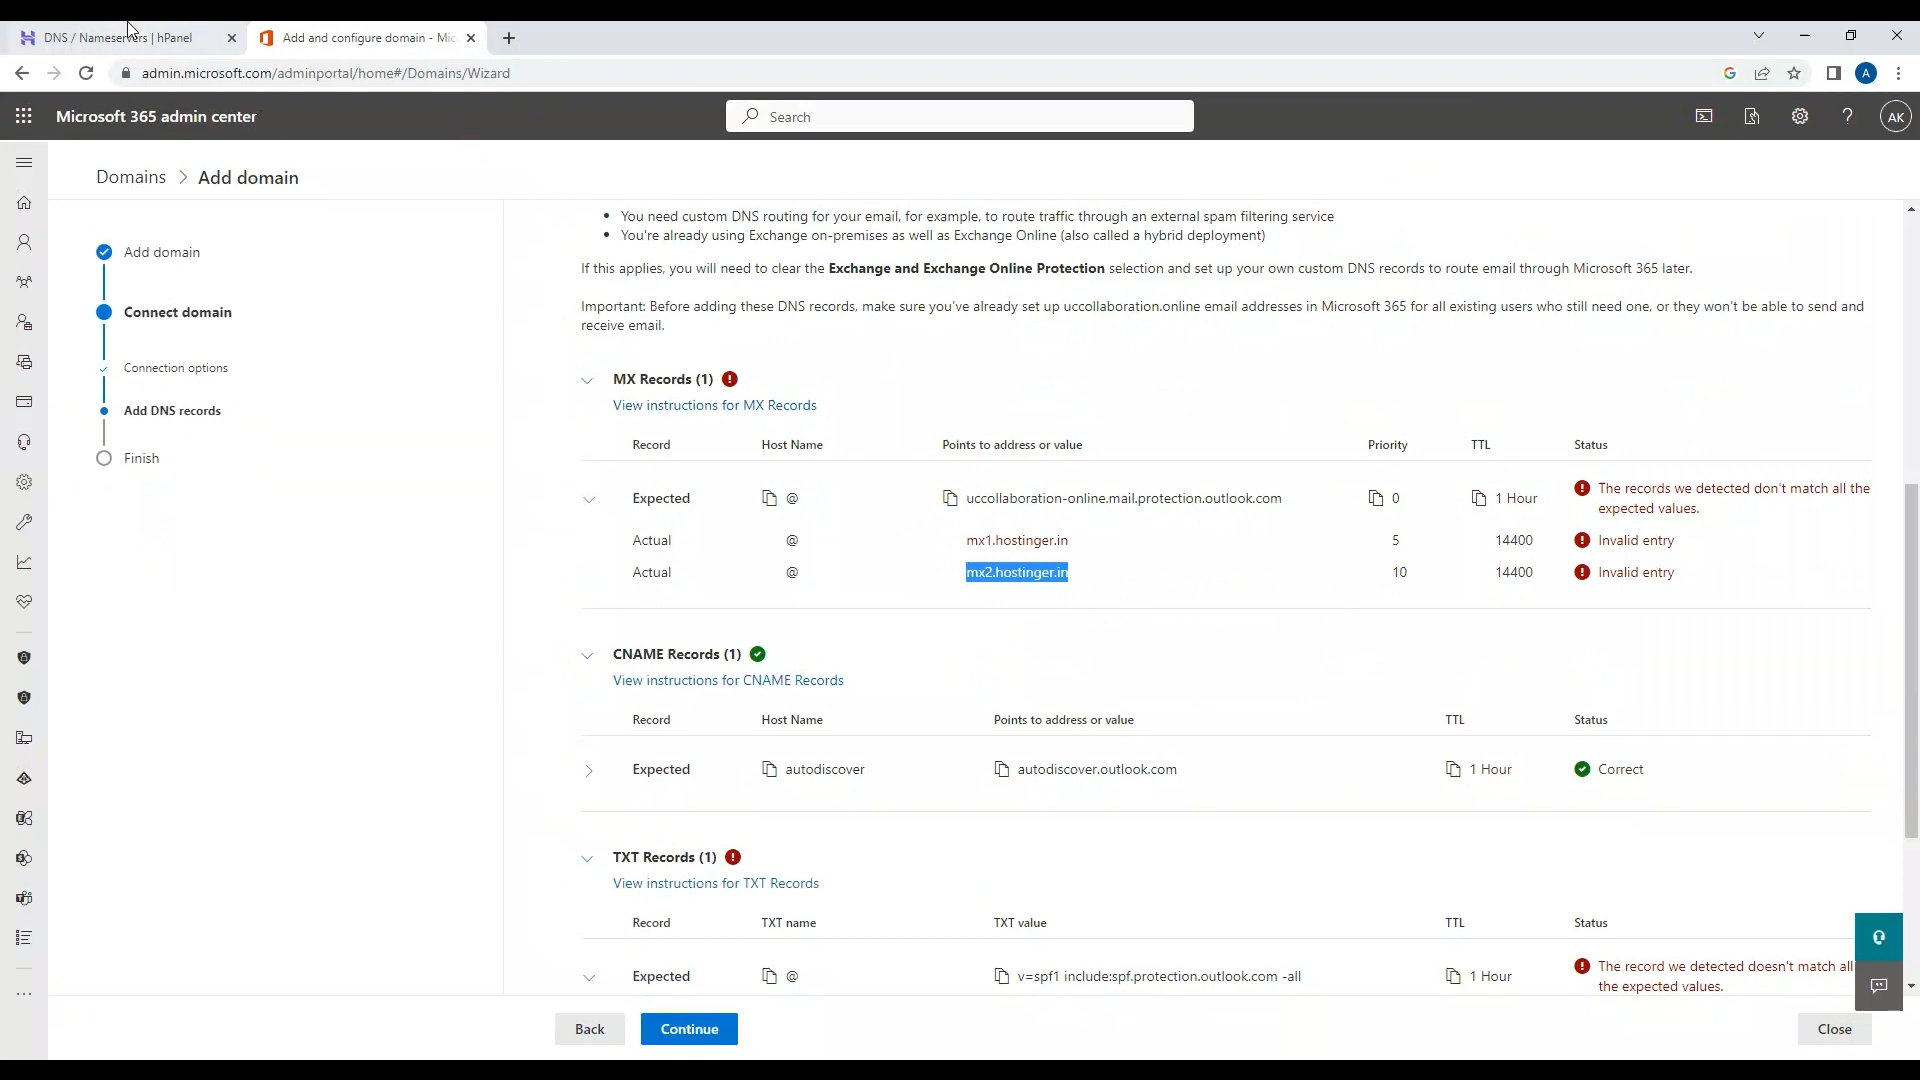 DNS / Nameservers | hPanel
Add and configure domain - Mic
admin.microsoft.com/adminportal/home#/Domains/Wizard
A
Microsoft 365 admin center
Search
AK
Domains > Add domain
Add domain
Connect domain
Connection options
Add DNS records
Finish
You need custom DNS routing for your email, for example, to route traffic through an external spam filtering service
You're already using Exchange on-premises as well as Exchange Online (also called a hybrid deployment)
If this applies, you will need to clear the Exchange and Exchange Online Protection selection and set up your own custom DNS records to route email through Microsoft 365 later.
Important: Before adding these DNS records, make sure you've already set up uccollaboration.online email addresses in Microsoft 365 for all existing users who still need one, or they won't be able to send and
receive email.
MX Records (1)
View instructions for MX Records
Record Host Name Points to address or value Priority TTL Status
Expected @ uccollaboration-online.mail.protection.outlook.com 0 1 Hour The records we detected don't match all the
expected values.
Actual @ mx1.hostinger.in 5 14400 Invalid entry
Actual @ mx2.hostinger.in 10 14400 Invalid entry
CNAME Records (1)
View instructions for CNAME Records
Record Host Name Points to address or value TTL Status
Expected autodiscover autodiscover.outlook.com 1 Hour Correct
TXT Records (1)
View instructions for TXT Records
Record TXT name TXT value TTL Status
Expected @ v=spf1 include:spf.protection.outlook.com -all 1 Hour The record we detected doesn't match all
the expected values.
Back Continue Close